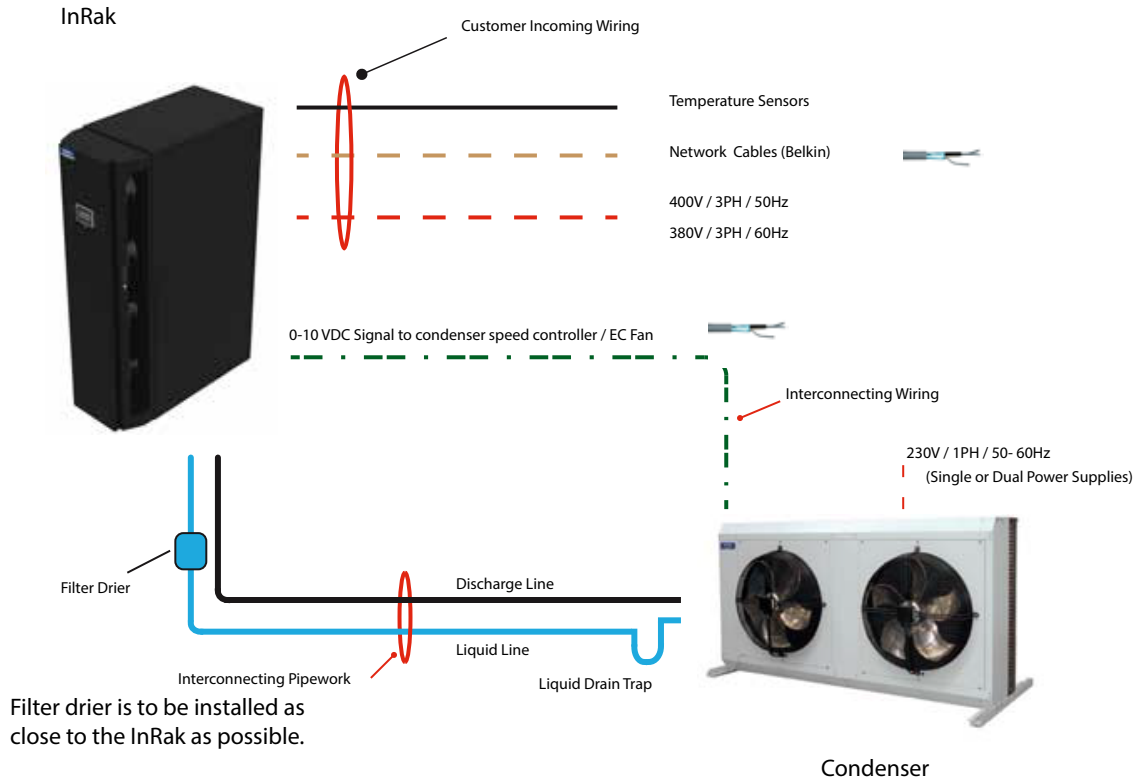 InRak
Customer Incoming Wiring
Temperature Sensors
Network Cables (Belkin)
400V / 3PH / 50Hz
380V / 3PH / 60Hz
0-10 VDC Signal to condenser speed controller / EC Fan
Interconnecting Wiring
230V / 1PH / 50- 60Hz
(Single or Dual Power Supplies)
Filter Drier
Discharge Line
Liquid Line
Interconnecting Pipework
Liquid Drain Trap
Filter drier is to be installed as
close to the InRak as possible.
Condenser